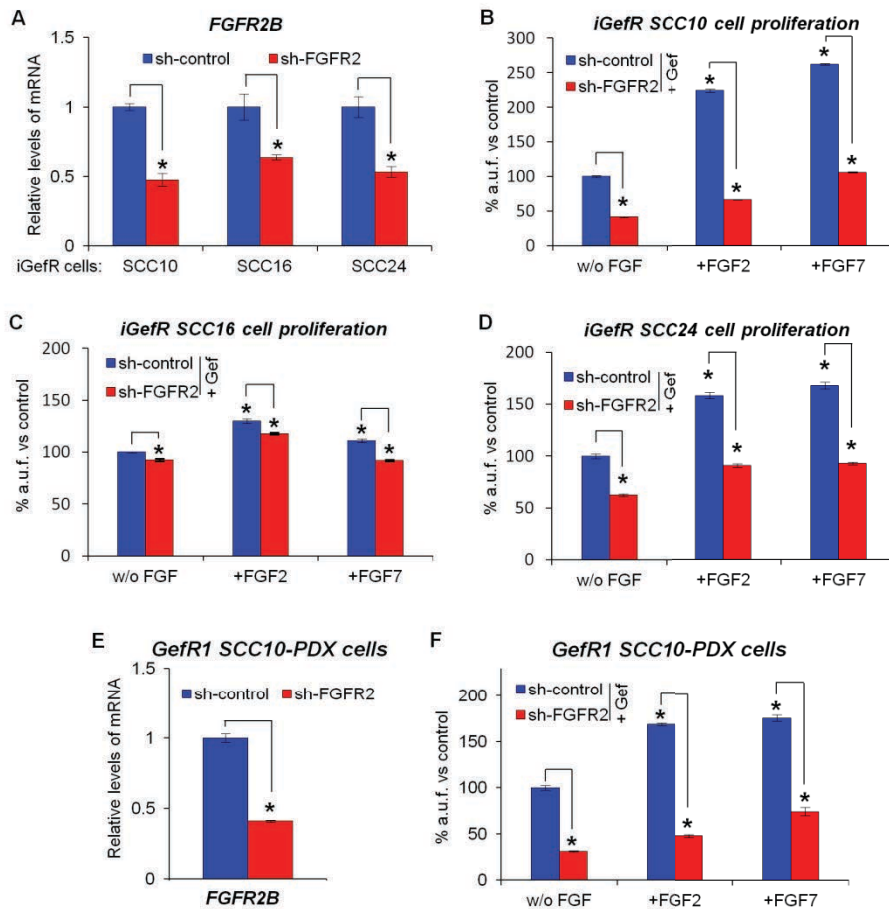 A
FGFR2B
Relative levels of mRNA
1.5
1
0.5
0
sh-control
sh-FGFR2
*
*
*
iGefR cells: SCC10 SCC16 SCC24
B
iGefR SCC10 cell proliferation
% a.u.f. vs control
300
250
200
150
100
50
0
sh-control
sh-FGFR2
+ Gef
*
*
*
*
*
w/o FGF +FGF2 +FGF7
C
iGefR SCC16 cell proliferation
% a.u.f. vs control
200
150
100
50
0
sh-control
sh-FGFR2
+ Gef
*
*
*
*
*
w/o FGF +FGF2 +FGF7
D
iGefR SCC24 cell proliferation
% a.u.f. vs control
200
150
100
50
0
sh-control
sh-FGFR2
+ Gef
*
*
*
*
*
w/o FGF +FGF2 +FGF7
E
GefR1 SCC10-PDX cells
Relative levels of mRNA
1.5
1
0.5
0
sh-control
sh-FGFR2
*
FGFR2B
F
GefR1 SCC10-PDX cells
% a.u.f. vs control
200
150
100
50
0
sh-control
sh-FGFR2
+ Gef
*
*
*
*
*
w/o FGF +FGF2 +FGF7